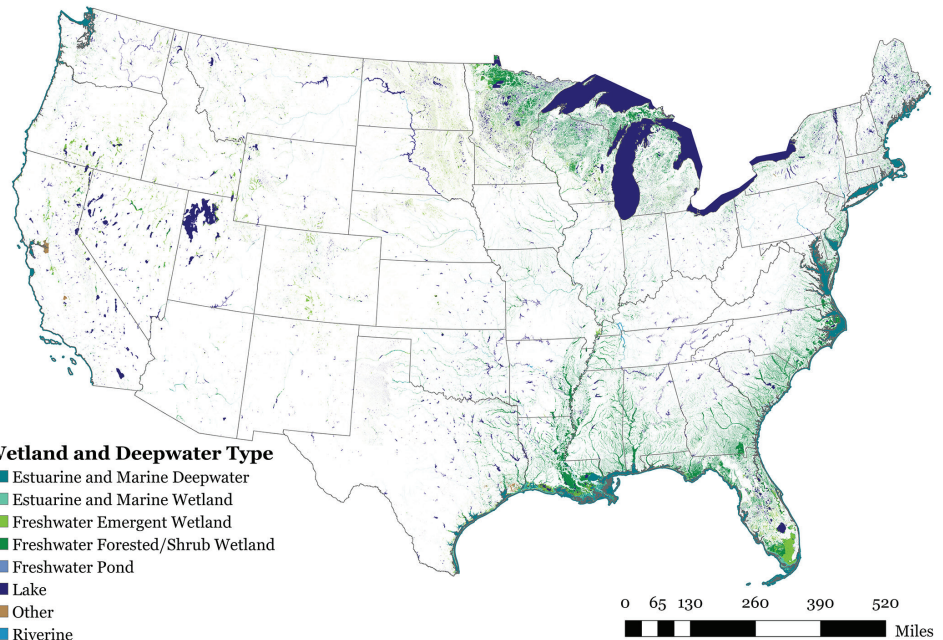 Wetland and Deepwater Type
Estuarine and Marine Deepwater
Estuarine and Marine Wetland
Freshwater Emergent Wetland
Freshwater Forested/Shrub Wetland
Freshwater Pond
Lake
Other
Riverine
0 65 130 260 390 520
Miles